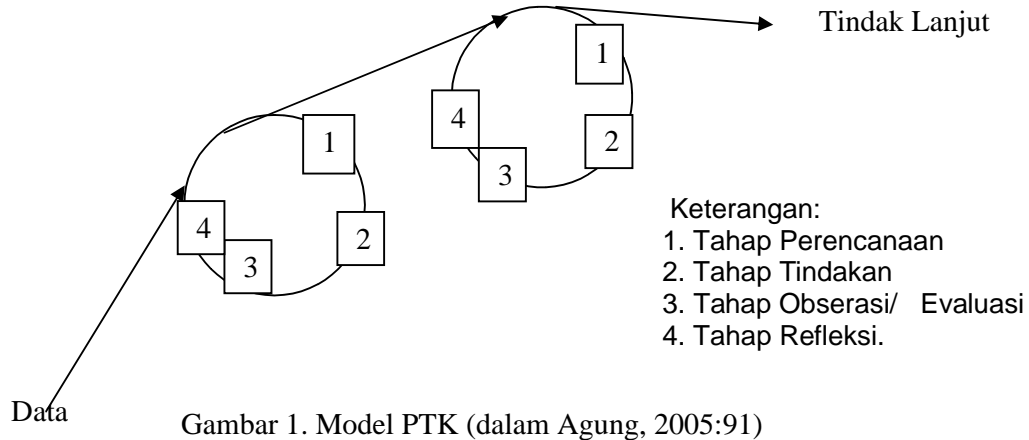 Tindak Lanjut
1
4
2
3
1
4
2
3
Keterangan:
1. Tahap Perencanaan
2. Tahap Tindakan
3. Tahap Obserasi/ Evaluasi
4. Tahap Refleksi.
Data
Gambar 1. Model PTK (dalam Agung, 2005:91)